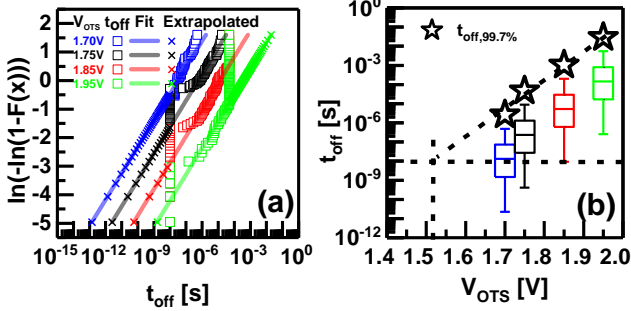 V_OTS t_off Fit Extrapolated
1.70V
1.75V
1.85V
1.95V
ln(-ln(1-F(x)))
2
1
0
-1
-2
-3
-4
-5
(a)
10^-15 10^-12 10^-9 10^-6 10^-3 10^0
t_off [s]
t_off,99.7%
t_off [s]
10^0
10^-3
10^-6
10^-9
10^-12
(b)
1.4 1.5 1.6 1.7 1.8 1.9 2.0
V_OTS [V]